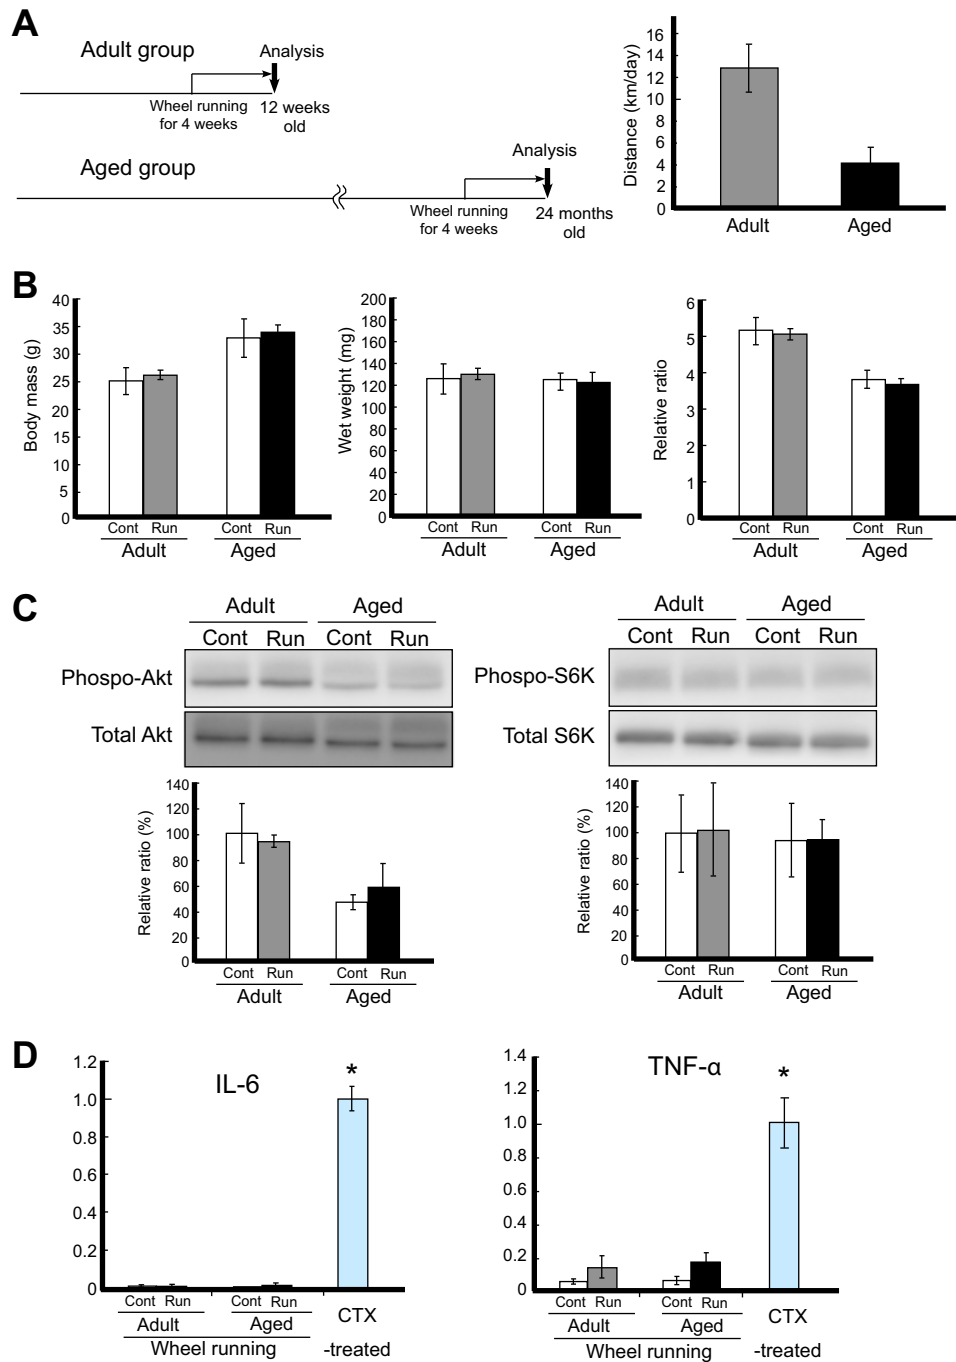 A
Adult group
Analysis
Wheel running
for 4 weeks
12 weeks
old
Aged group
Analysis
Wheel running
for 4 weeks
24 months
old
Distance (km/day)
16
14
12
10
8
6
4
2
0
Adult Aged
B
Body mass (g)
40
35
30
25
20
15
10
5
0
Cont Run Cont Run
Adult Aged
Wet weight (mg)
200
180
160
140
120
100
80
60
40
20
0
Cont Run Cont Run
Adult Aged
Relative ratio
6
5
4
3
2
1
0
Cont Run Cont Run
Adult Aged
C
Adult Aged
Cont Run Cont Run
Phospo-Akt
Total Akt
Relative ratio (%)
140
120
100
80
60
40
20
0
Cont Run Cont Run
Adult Aged
Adult Aged
Cont Run Cont Run
Phospo-S6K
Total S6K
Relative ratio (%)
140
120
100
80
60
40
20
0
Cont Run Cont Run
Adult Aged
D
IL-6
*
1.2
1.0
0.8
0.6
0.4
0.2
0
Cont Run Cont Run
Adult Aged
Wheel running
CTX
-treated
TNF-α
*
1.4
1.2
1.0
0.8
0.6
0.4
0.2
0
Cont Run Cont Run
Adult Aged
Wheel running
CTX
-treated